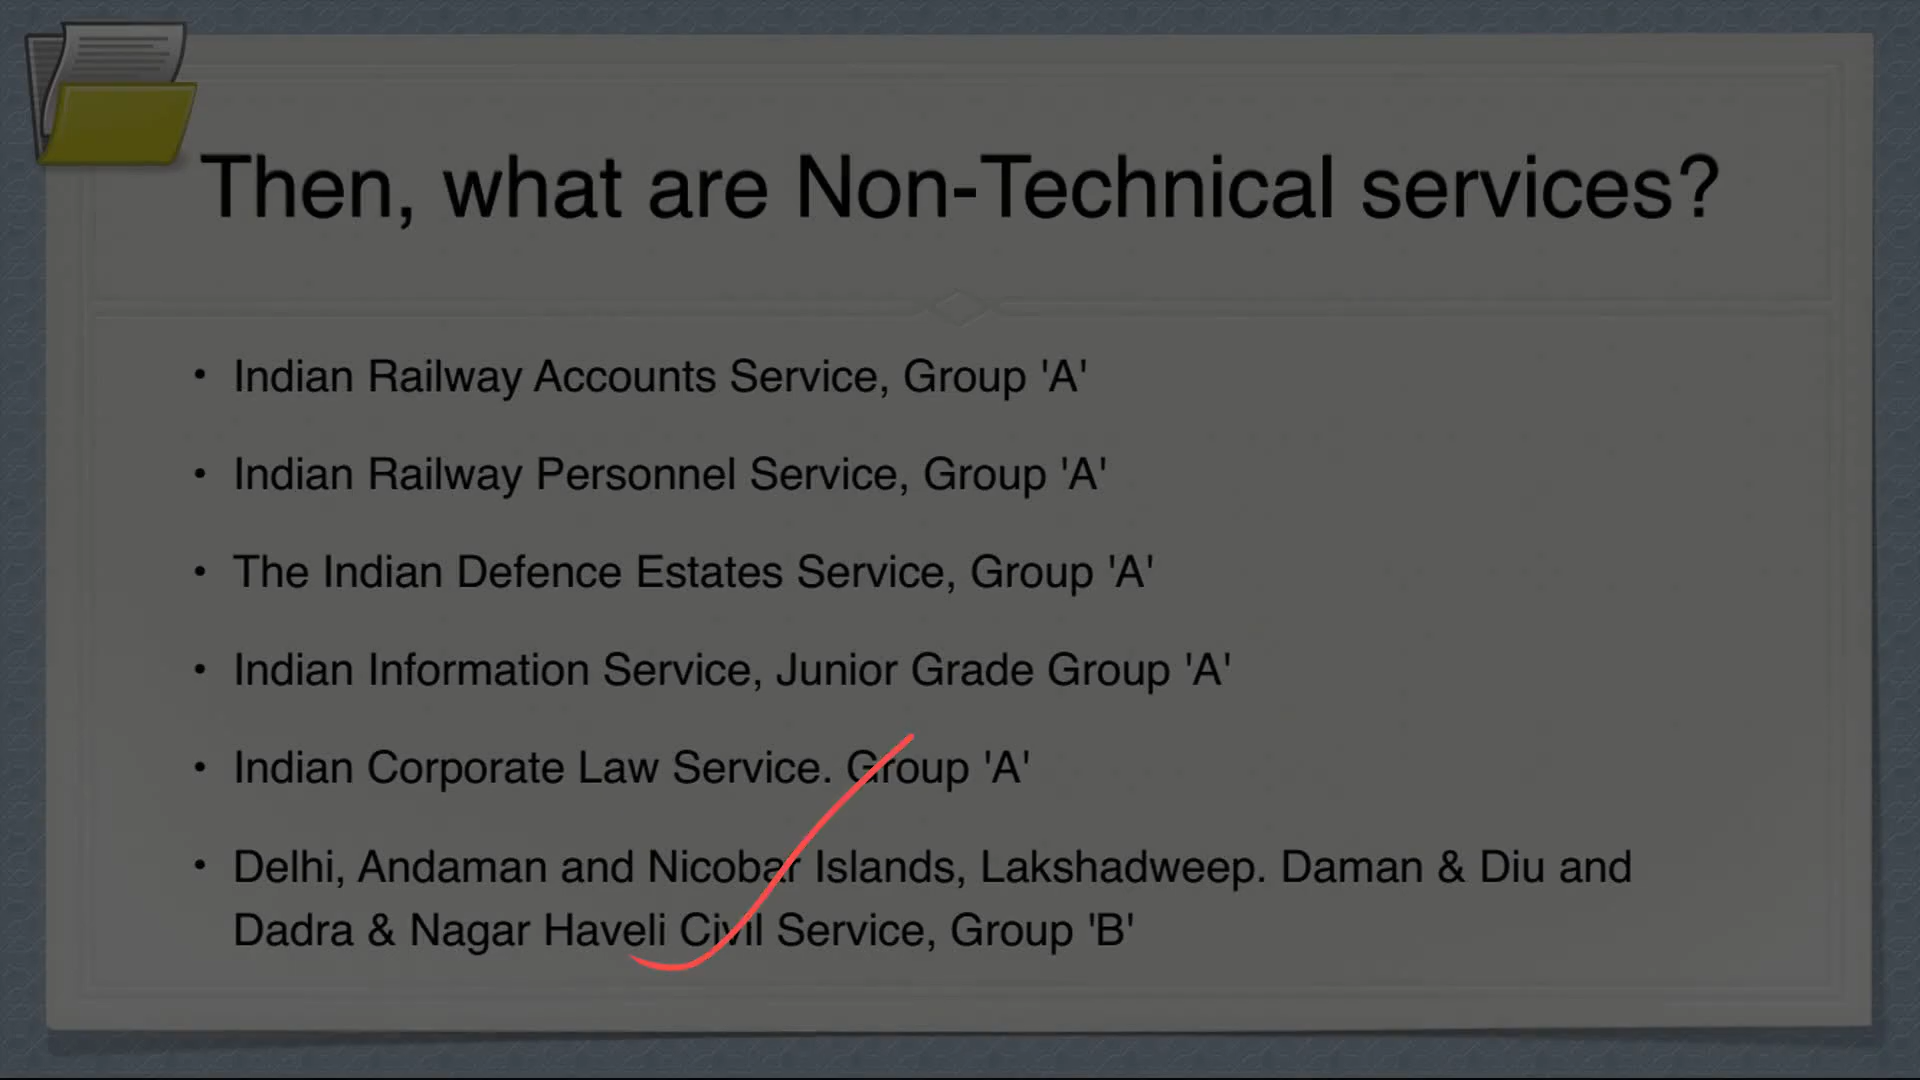 Then, what are Non-Technical services?
• Indian Railway Accounts Service, Group 'A'
• Indian Railway Personnel Service, Group 'A'
• The Indian Defence Estates Service, Group 'A'
• Indian Information Service, Junior Grade Group 'A'
• Indian Corporate Law Service. Group 'A'
• Delhi, Andaman and Nicobar Islands, Lakshadweep. Daman & Diu and
Dadra & Nagar Haveli Civil Service, Group 'B'